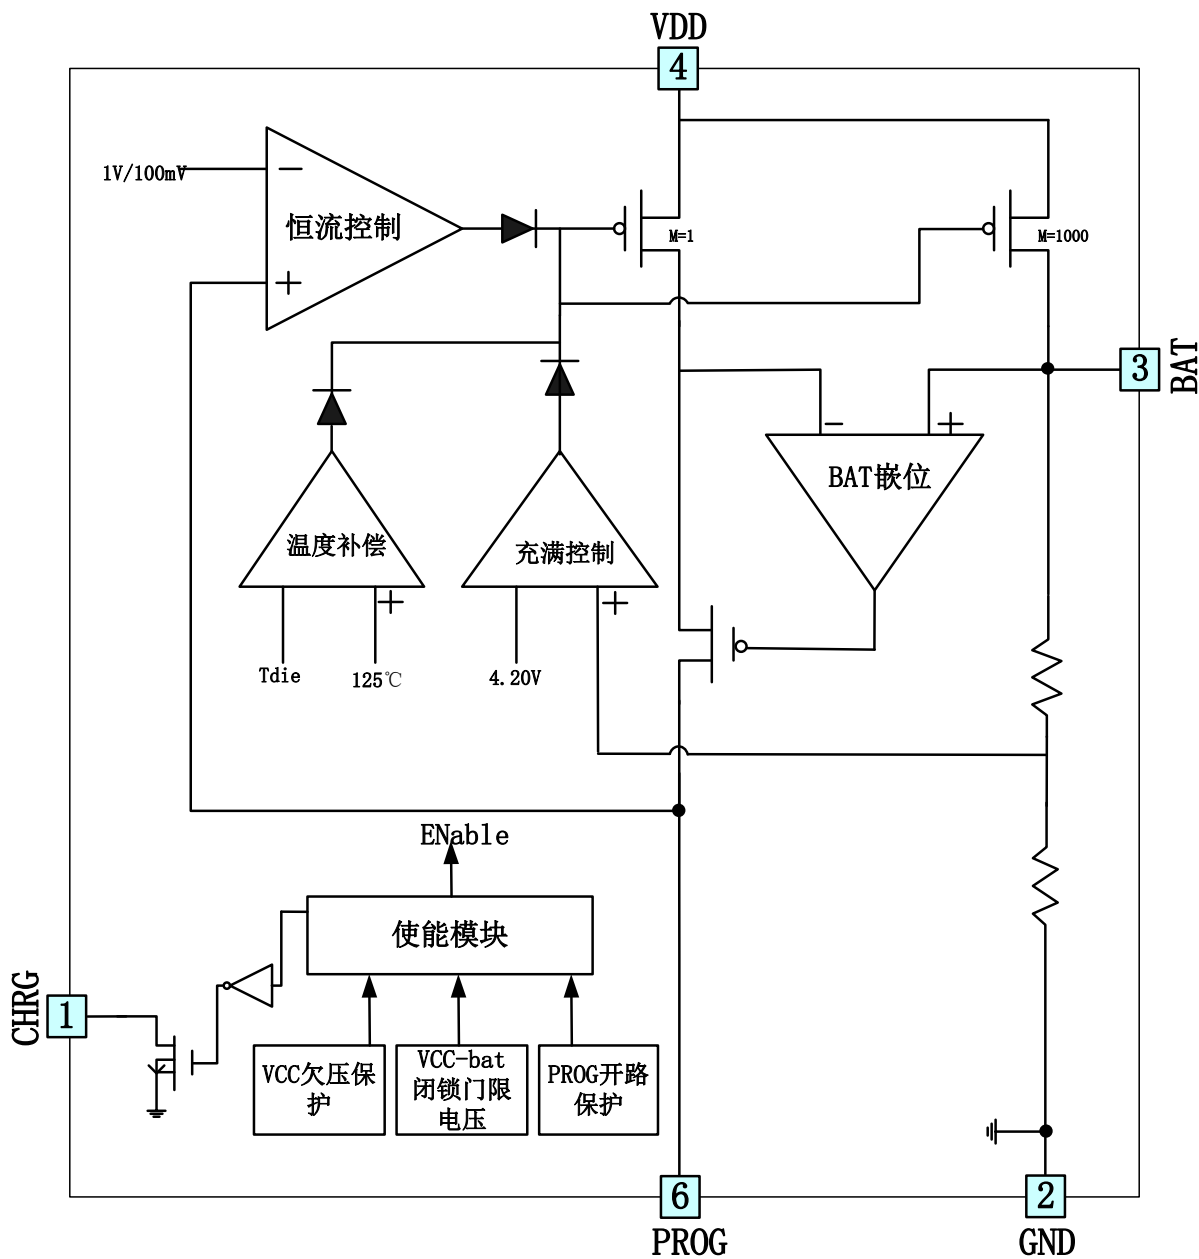 VDD
4
1V/100mV
−
恒流控制
+
M=1
M=1000
3
BAT
−
+
BAT嵌位
温度补偿
充满控制
+
+
Tdie
125℃
4.20V
ENable
使能模块
CHRG
1
VCC欠压保
护
VCC-bat
闭锁门限
电压
PROG开路
保护
6
PROG
2
GND